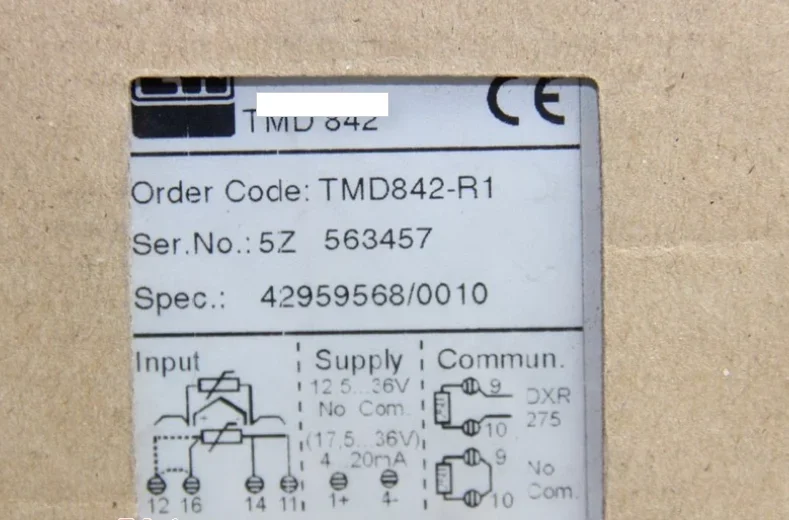 CE
TMD 842
Order Code: TMD842-R1
Ser.No.: 5Z 563457
Spec.: 42959568/0010
Input
12 16 14 11
Supply
12,5...36V
No Com.
(17,5...36V)
4...20mA
1+ 4-
Commun.
9 DXR
10 275
9 No
10 Com.